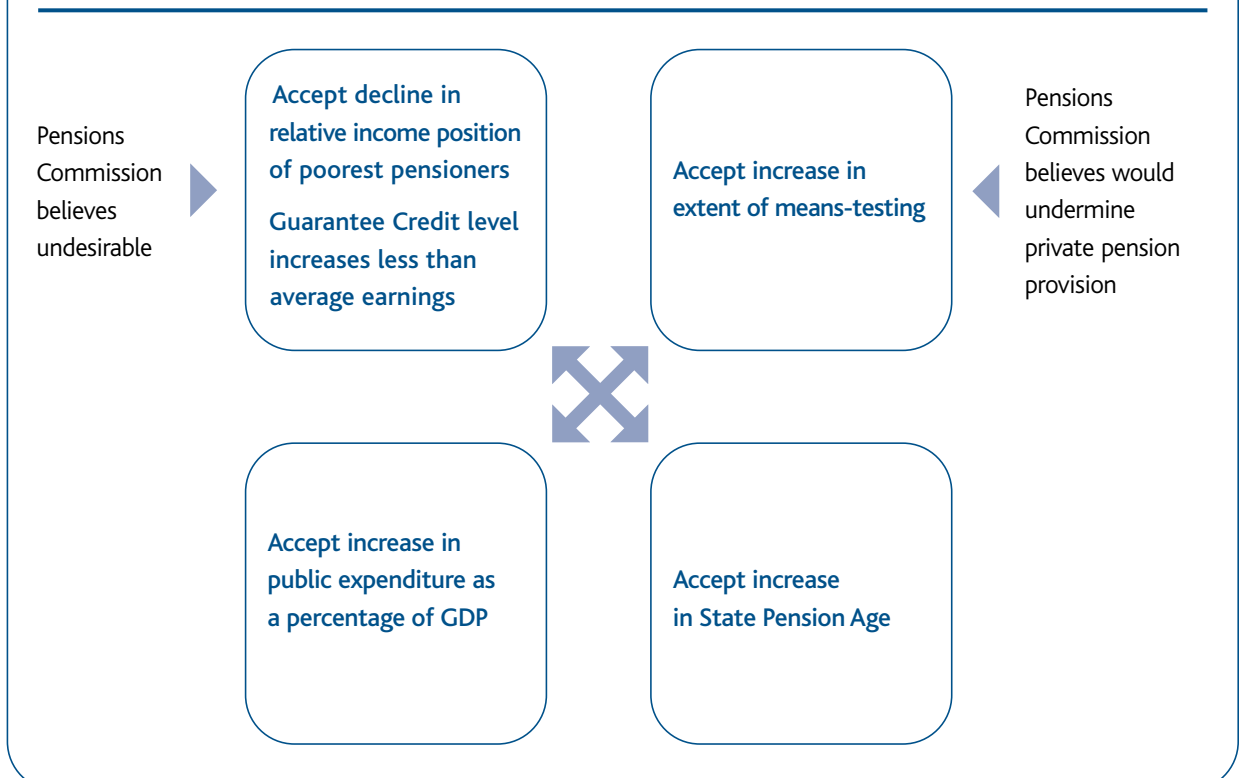 Pensions
Commission
believes
undesirable
Accept decline in
relative income position
of poorest pensioners
Guarantee Credit level
increases less than
average earnings
Accept increase in
extent of means-testing
Pensions
Commission
believes would
undermine
private pension
provision
Accept increase in
public expenditure as
a percentage of GDP
Accept increase
in State Pension Age